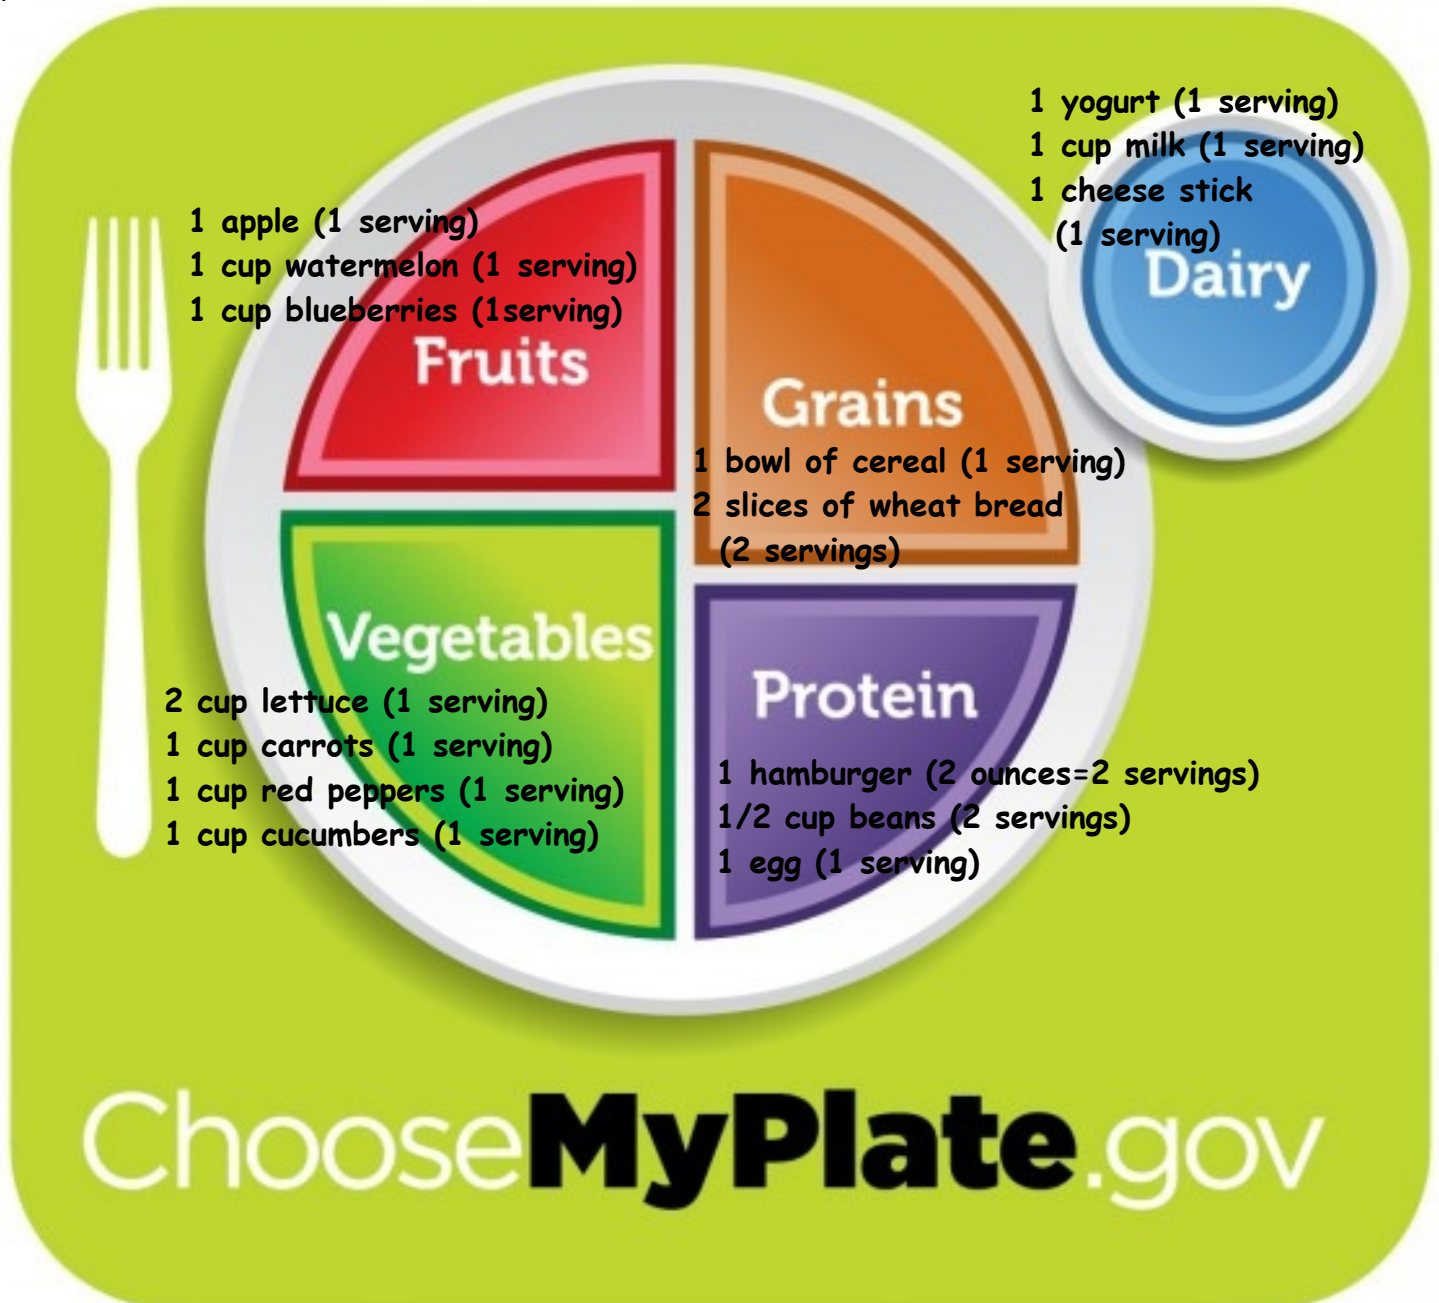 1 yogurt (1 serving)
1 cup milk (1 serving)
1 cheese stick
(1 serving)
Dairy
1 apple (1 serving)
1 cup watermelon (1 serving)
1 cup blueberries (1serving)
Fruits
Grains
1 bowl of cereal (1 serving)
2 slices of wheat bread
(2 servings)
Vegetables
2 cup lettuce (1 serving)
1 cup carrots (1 serving)
1 cup red peppers (1 serving)
1 cup cucumbers (1 serving)
Protein
1 hamburger (2 ounces=2 servings)
1/2 cup beans (2 servings)
1 egg (1 serving)
ChooseMyPlate.gov